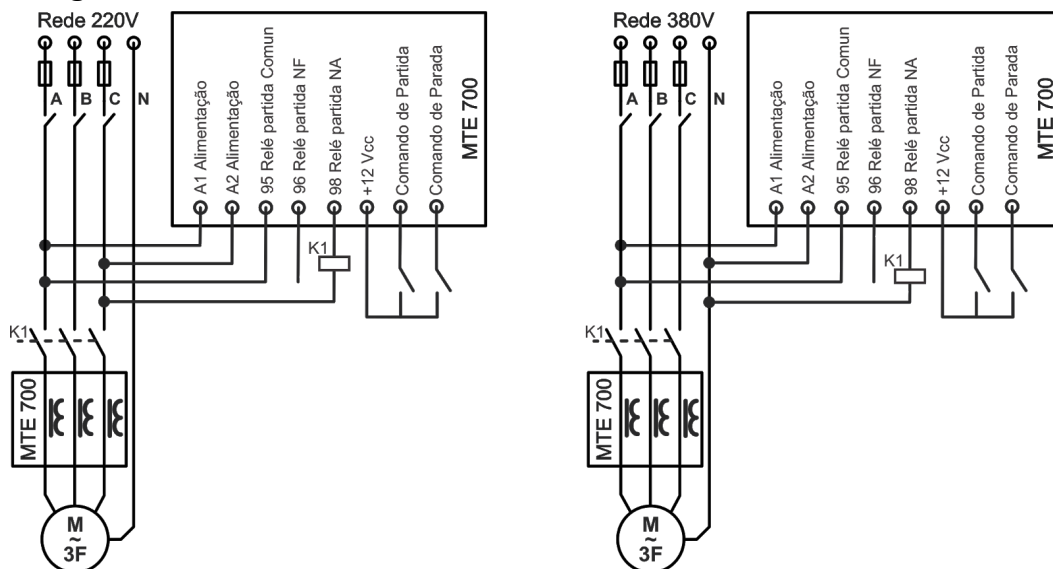 Rede 220V
A B C N
A1 Alimentação
A2 Alimentação
95 Relé partida Comun
96 Relé partida NF
98 Relé partida NA
+12 Vcc
Comando de Partida
Comando de Parada
MTE 700
K1
K1
MTE 700
M
~
3F
Rede 380V
A B C N
A1 Alimentação
A2 Alimentação
95 Relé partida Comun
96 Relé partida NF
98 Relé partida NA
+12 Vcc
Comando de Partida
Comando de Parada
MTE 700
K1
K1
MTE 700
M
~
3F